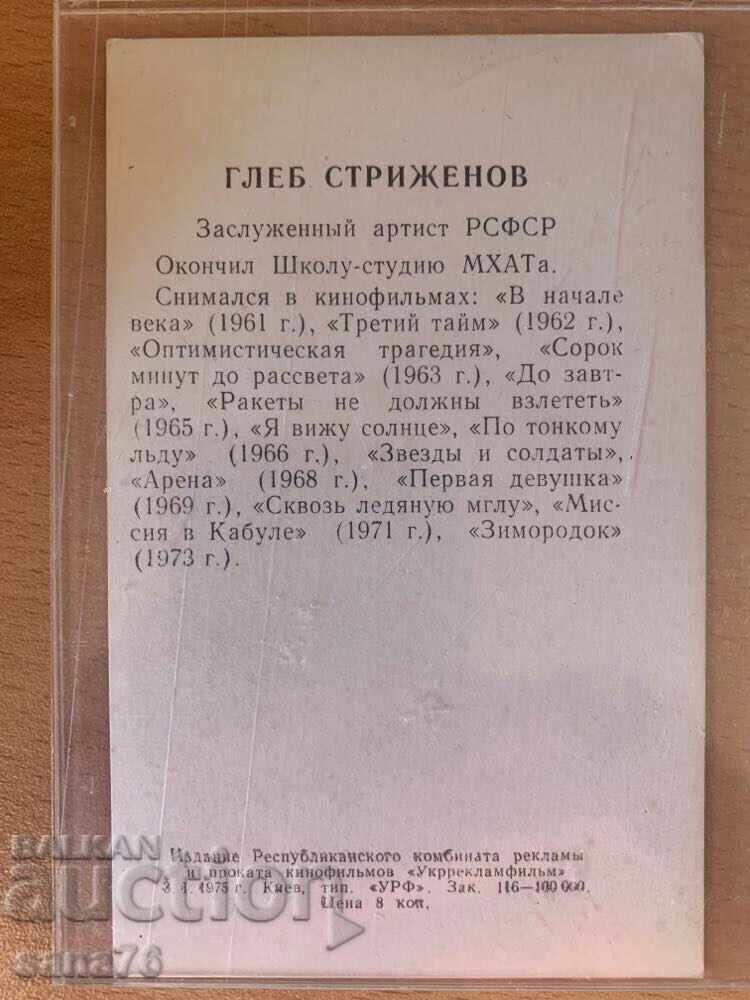 ГЛЕБ СТРИЖЕНОВ
Заслуженный артист РСФСР
Окончил Школу-студию МХАТа.
Снимался в кинофильмах: «В начале
века» (1961 г.), «Третий тайм» (1962 г.),
«Оптимистическая трагедия», «Сорок
минут до рассвета» (1963 г.), «До завт-
ра», «Ракеты не должны взлететь»
(1965 г.), «Я вижу солнце», «По тонкому
льду» (1966 г.), «Звезды и солдаты»,
«Арена» (1968 г.), «Первая девушка»
(1969 г.), «Сквозь ледяную мглу», «Мис-
сия в Кабуле» (1971 г.), «Зимородок»
(1973 г.).
Издание Республиканского комбината рекламы
и проката кинофильмов «Укррекламфильм»
3. 1. 1975 г. Киев, тип. «УРФ». Зак. 116—100 000.
Цена 8 коп.
BALKAN
auction
sana76